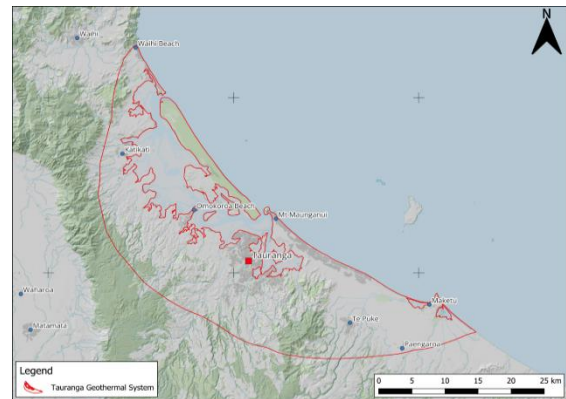 N
Waihi
Waihi Beach
Katikati
Omokoroa Beach
Mt Maunganui
Tauranga
Waharoa
Maketu
Te Puke
Matamata
Paengaroa
Legend
Tauranga Geothermal System
0 5 10 15 20 25 km